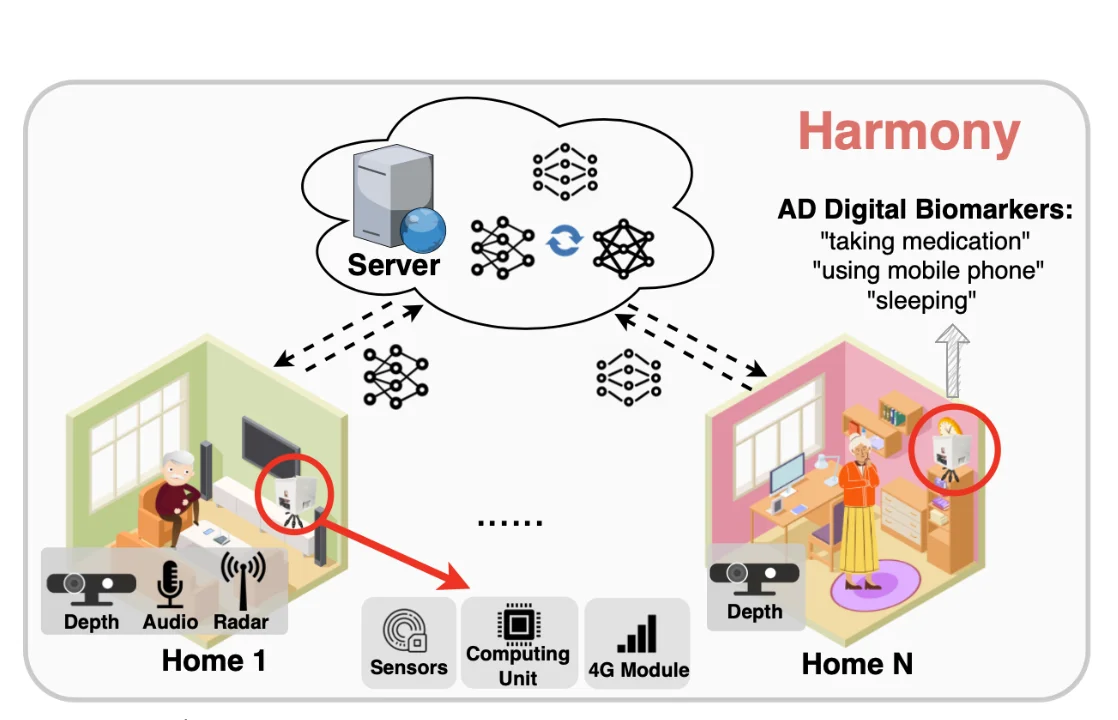 Harmony
AD Digital Biomarkers:
"taking medication"
"using mobile phone"
"sleeping"
Server
......
Depth
Audio
Radar
Home 1
Sensors
Computing
Unit
4G Module
Depth
Home N